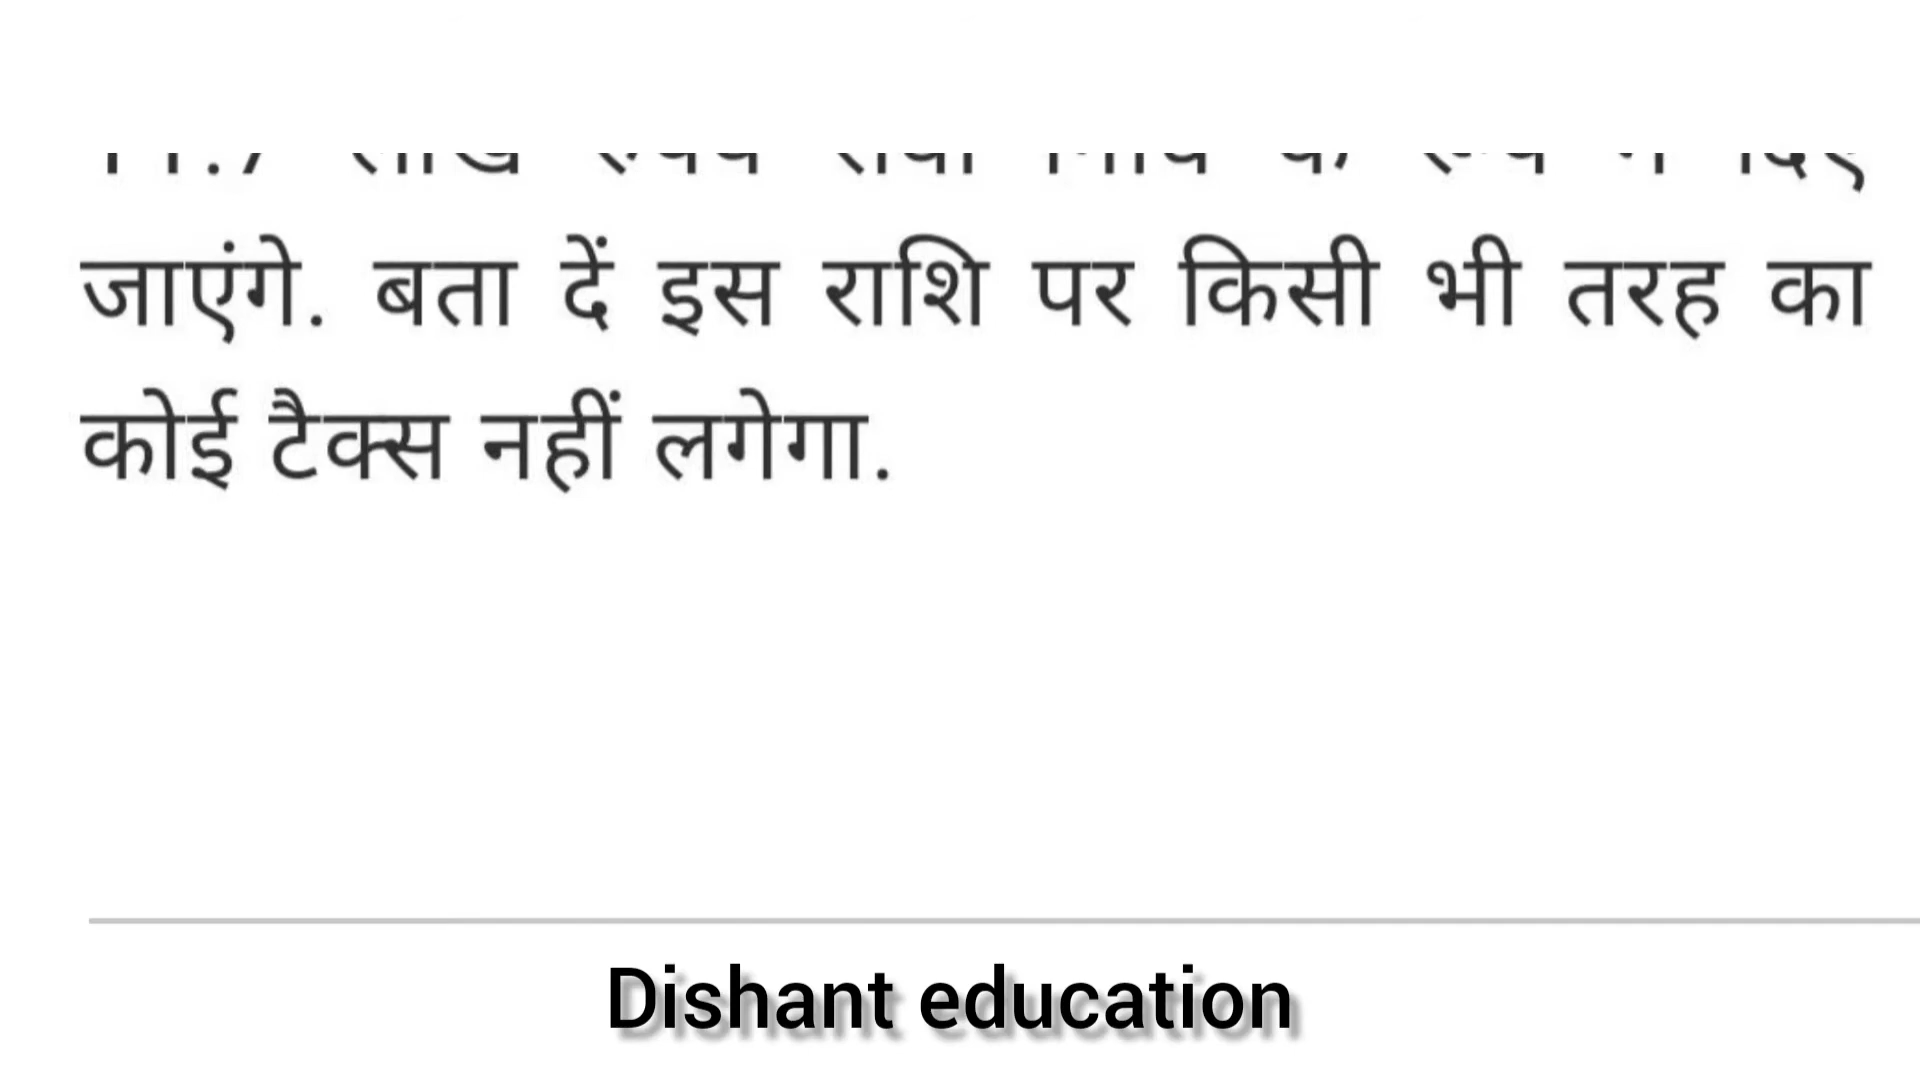 जाएंगे. बता दें इस राशि पर किसी भी तरह का
कोई टैक्स नहीं लगेगा.
Dishant education